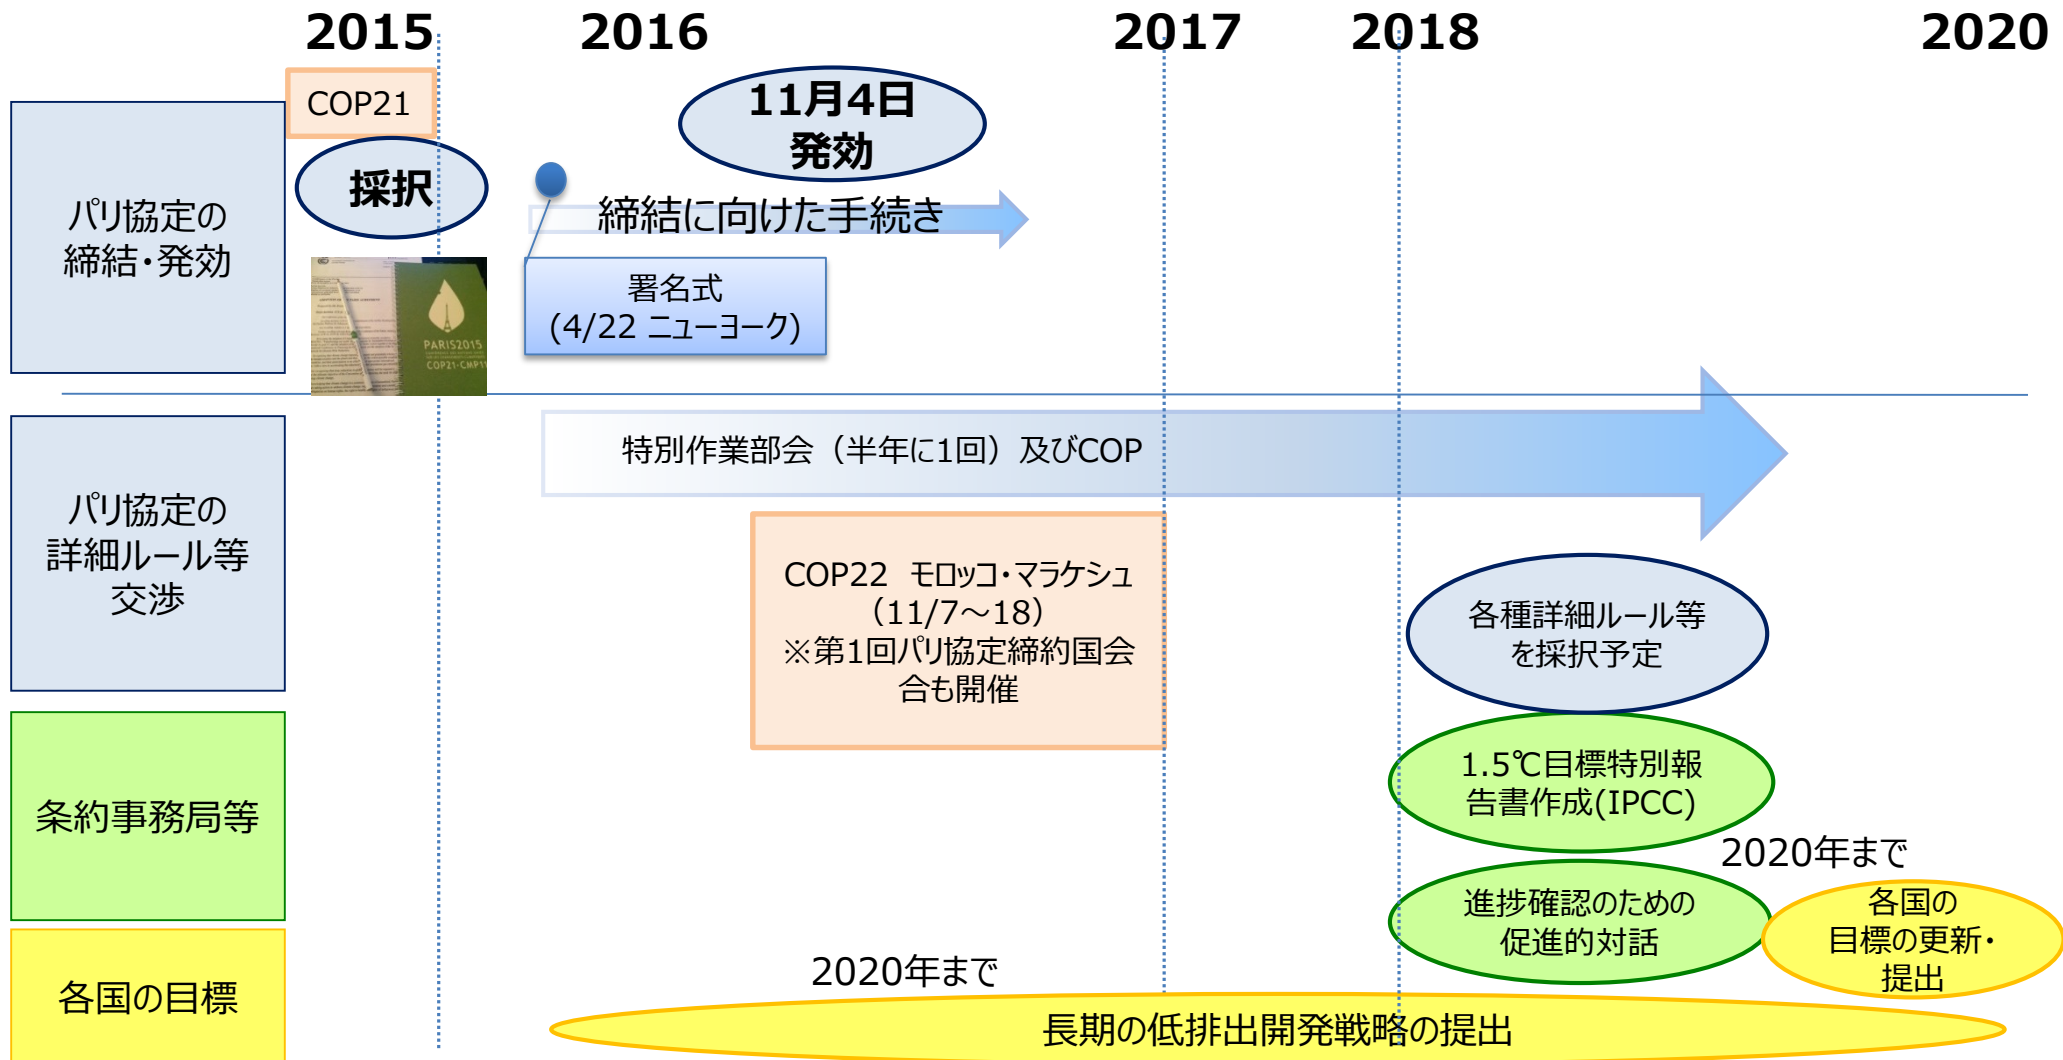 2015 2016 2017 2018 2020
COP21
採択
11月4日
発効
パリ協定の
締結・発効
締結に向けた手続き
署名式
(4/22 ニューヨーク)
PARIS2015
COP21-CMP11
特別作業部会（半年に1回）及びCOP
パリ協定の
詳細ルール等
交渉
COP22　モロッコ・マラケシュ
（11/7～18）
※第1回パリ協定締約国会
合も開催
各種詳細ルール等
を採択予定
条約事務局等
1.5℃目標特別報
告書作成(IPCC)
進捗確認のための
促進的対話
2020年まで
各国の
目標の更新・
提出
各国の目標
2020年まで
長期の低排出開発戦略の提出